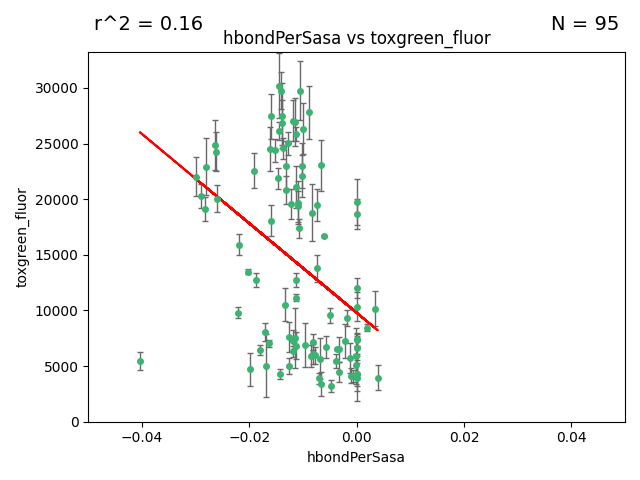 r^2 = 0.16
N = 95
hbondPerSasa vs toxgreen_fluor
30000
25000
20000
15000
10000
5000
0
toxgreen_fluor
−0.04
−0.02
0.00
0.02
0.04
hbondPerSasa